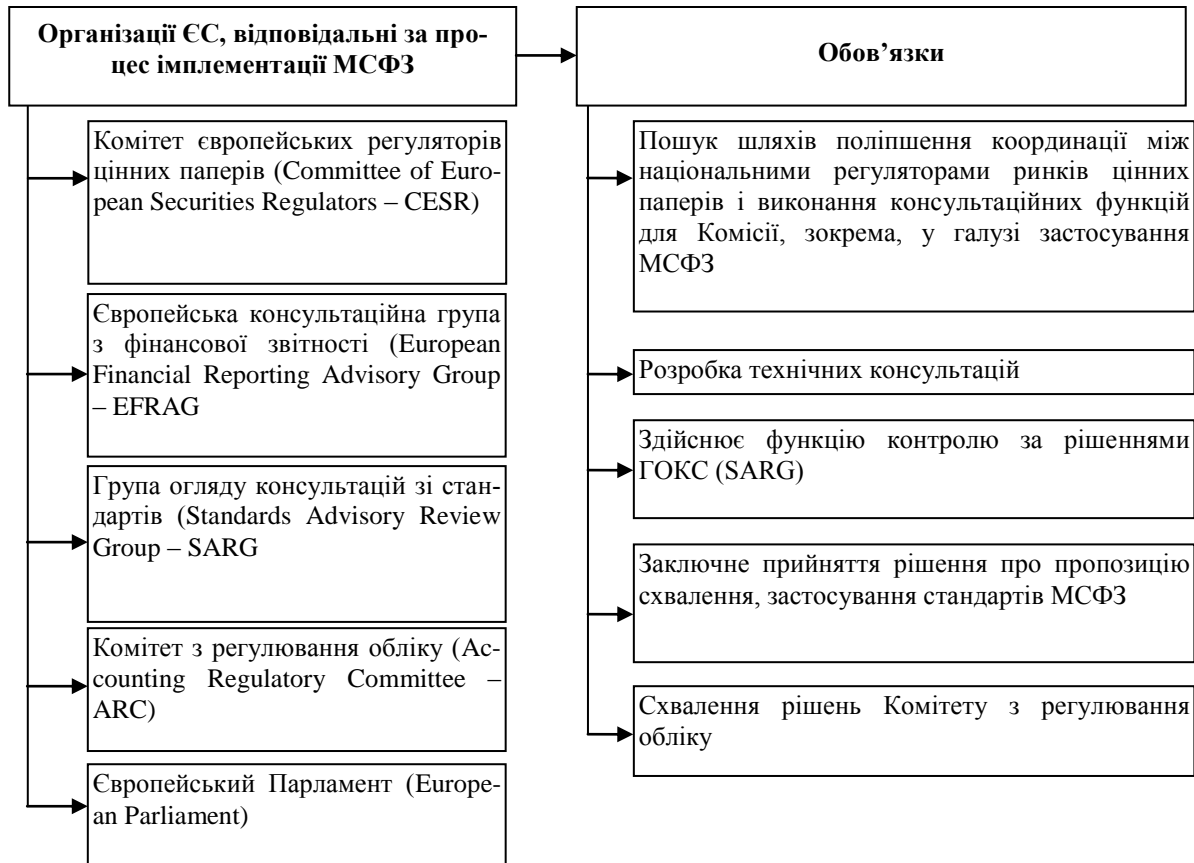 Організації ЄС, відповідальні за про-
цес імплементації МСФЗ
Обов’язки
Комітет європейських регуляторів
цінних паперів (Committee of Euro-
pean Securities Regulators – CESR)
Європейська консультаційна група
з фінансової звітності (European
Financial Reporting Advisory Group
– EFRAG
Група огляду консультацій зі стан-
дартів (Standards Advisory Review
Group – SARG
Комітет з регулювання обліку (Ac-
counting Regulatory Committee –
ARC)
Європейський Парламент (Europe-
an Parliament)
Пошук шляхів поліпшення координації між
національними регуляторами ринків цінних
паперів і виконання консультаційних функцій
для Комісії, зокрема, у галузі застосування
МСФЗ
Розробка технічних консультацій
Здійснює функцію контролю за рішеннями
ГОКС (SARG)
Заключне прийняття рішення про пропозицію
схвалення, застосування стандартів МСФЗ
Схвалення рішень Комітету з регулювання
обліку